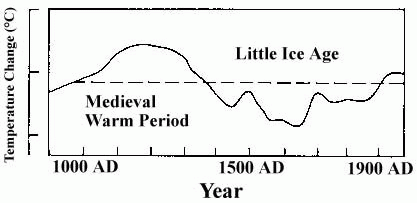 Temperature Change (°C)
Little Ice Age
Medieval
Warm Period
1000 AD
1500 AD
1900 AD
Year